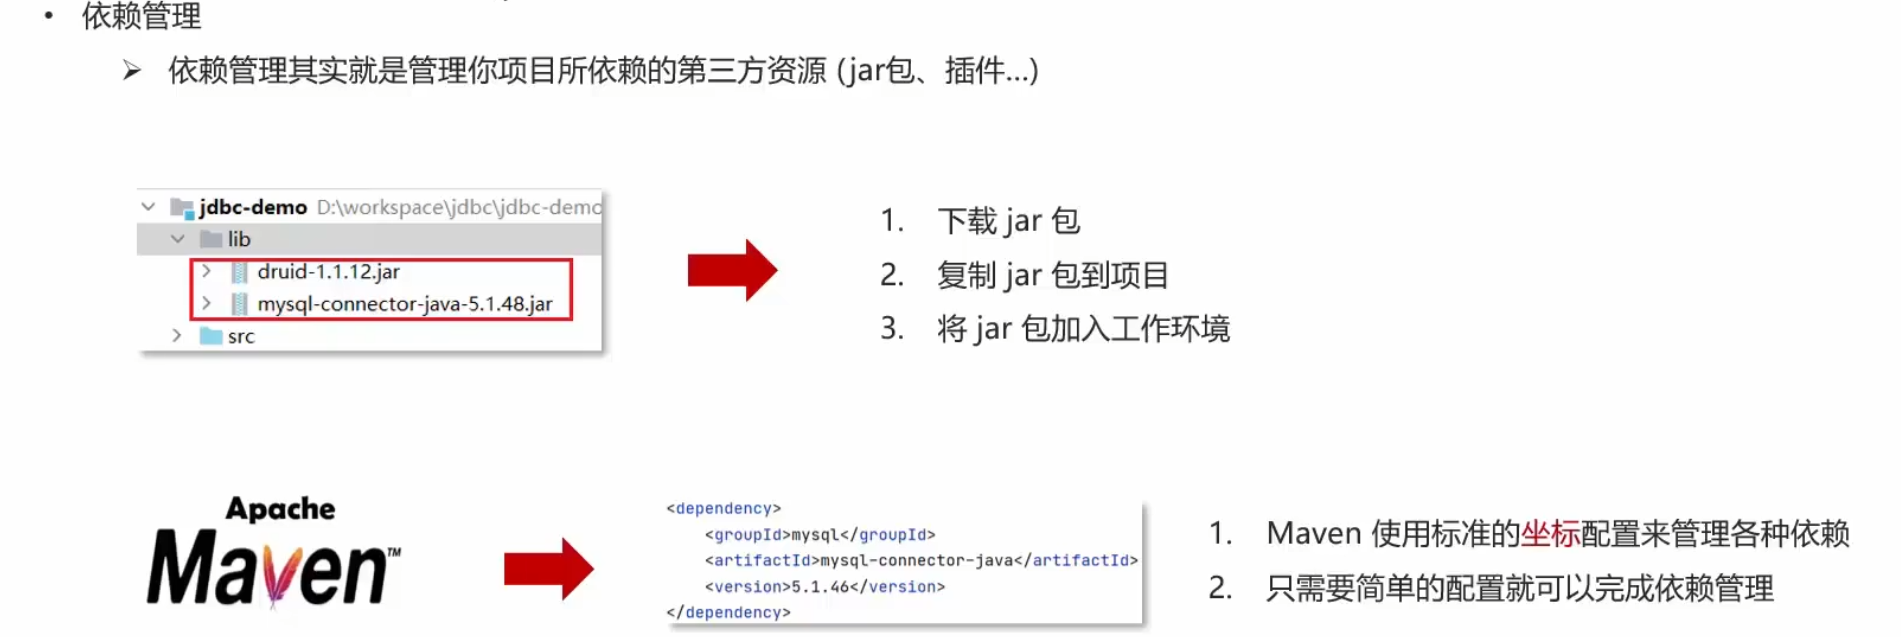 • 依赖管理
➢ 依赖管理其实就是管理你项目所依赖的第三方资源 (jar包、插件...)
jdbc-demo D:\workspace\jdbc\jdbc-demo
lib
druid-1.1.12.jar
mysql-connector-java-5.1.48.jar
src
1. 下载 jar 包
2. 复制 jar 包到项目
3. 将 jar 包加入工作环境
Apache
Maven™
<dependency>
<groupId>mysql</groupId>
<artifactId>mysql-connector-java</artifactId>
<version>5.1.46</version>
</dependency>
1. Maven 使用标准的坐标配置来管理各种依赖
2. 只需要简单的配置就可以完成依赖管理